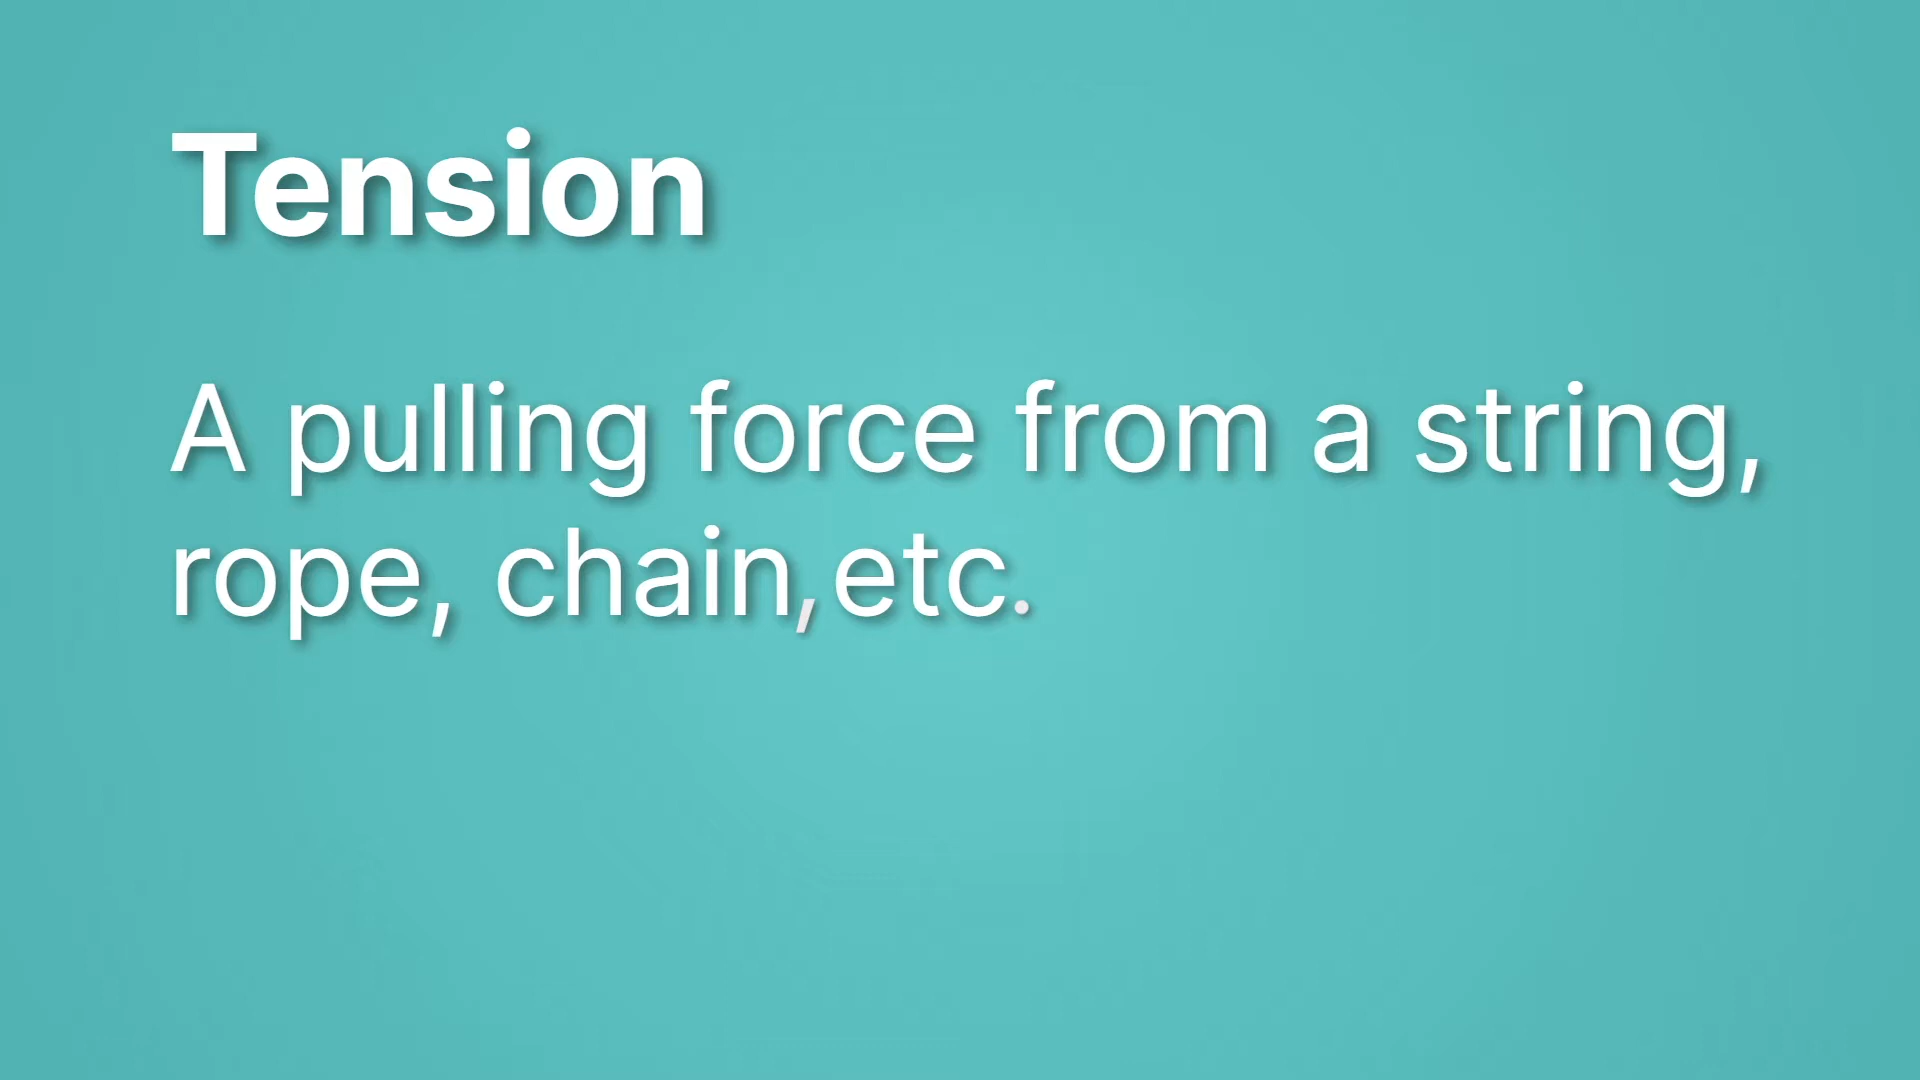 Tension
A pulling force from a string,
rope, chain, etc.